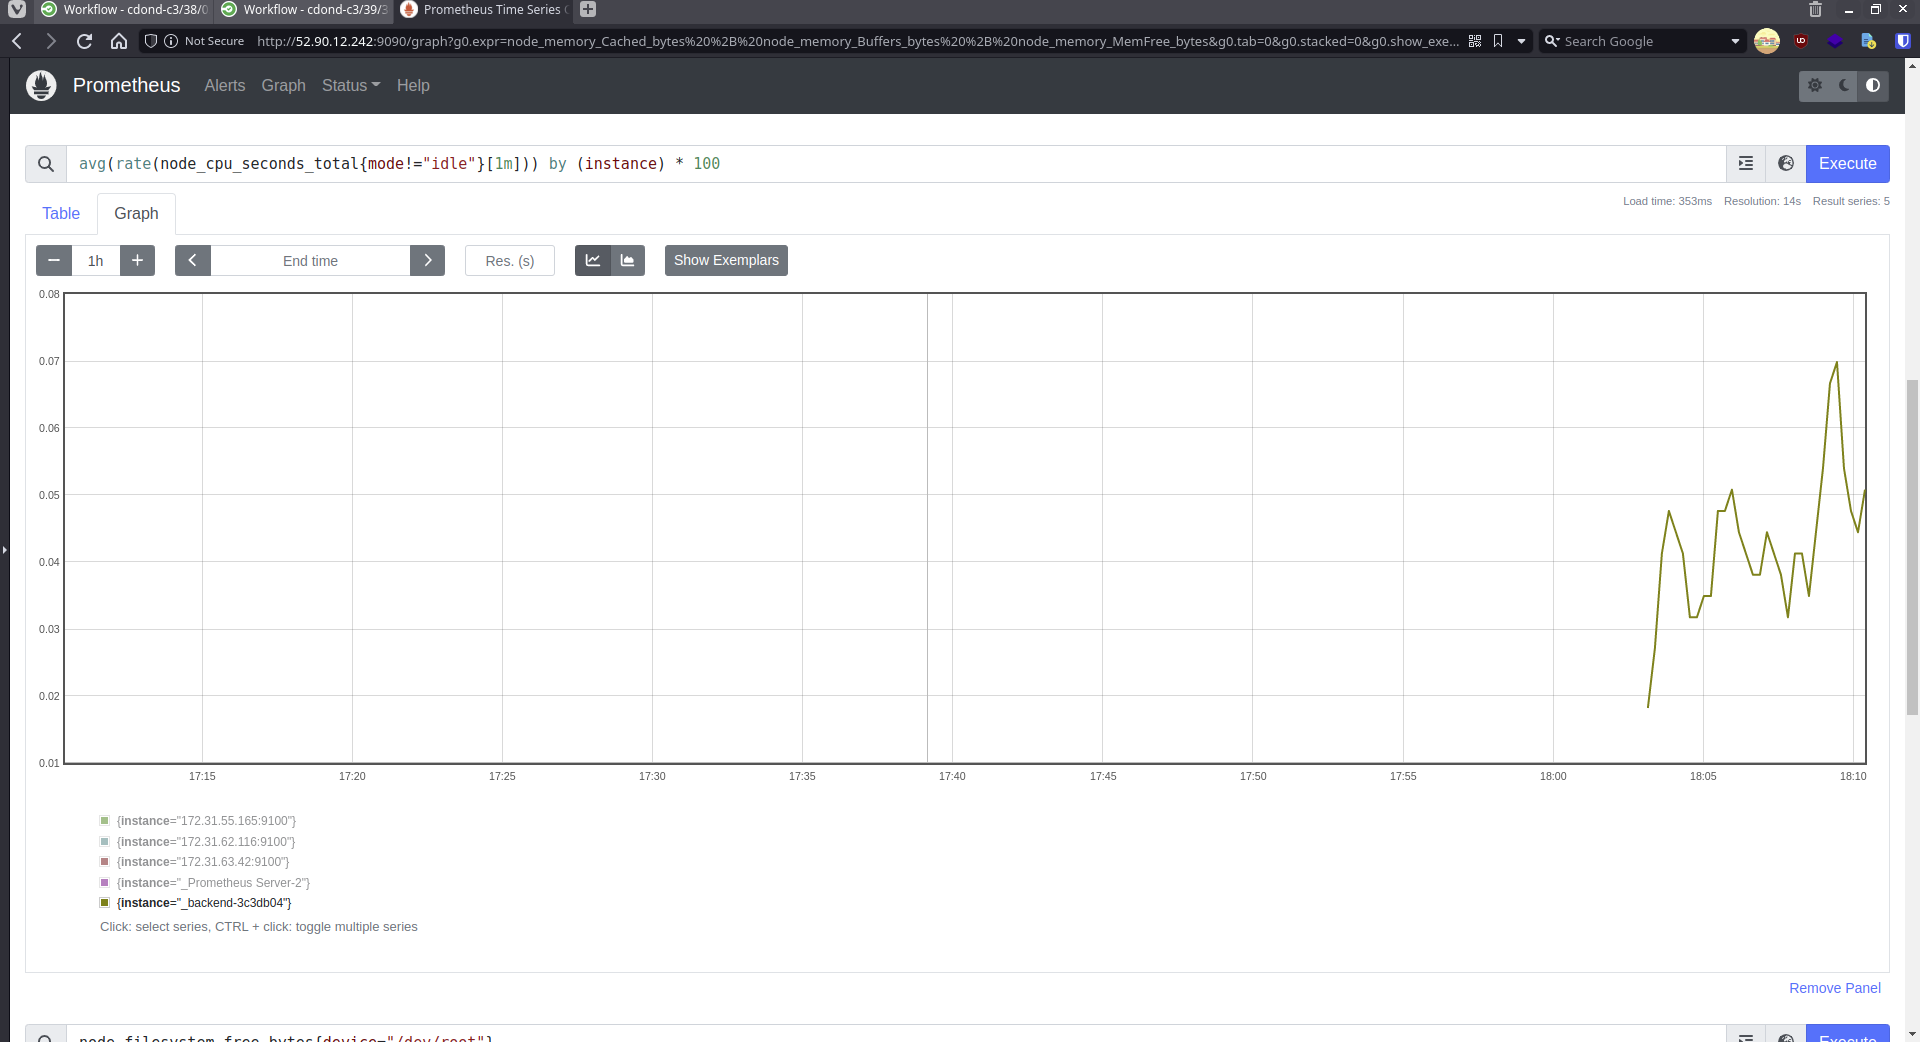 Workflow - cdond-c3/38/0
Workflow - cdond-c3/39/3
Prometheus Time Series C
Not Secure
http://52.90.12.242:9090/graph?g0.expr=node_memory_Cached_bytes%20%2B%20node_memory_Buffers_bytes%20%2B%20node_memory_MemFree_bytes&g0.tab=0&g0.stacked=0&g0.show_exe...
Search Google
Prometheus Alerts Graph Status Help
avg(rate(node_cpu_seconds_total{mode!="idle"}[1m])) by (instance) * 100
Execute
Load time: 353ms Resolution: 14s Result series: 5
Table Graph
− 1h + End time Res. (s) Show Exemplars
0.08
0.07
0.06
0.05
0.04
0.03
0.02
0.01
17:15 17:20 17:25 17:30 17:35 17:40 17:45 17:50 17:55 18:00 18:05 18:10
{instance="172.31.55.165:9100"}
{instance="172.31.62.116:9100"}
{instance="172.31.63.42:9100"}
{instance="_Prometheus Server-2"}
{instance="_backend-3c3db04"}
Click: select series, CTRL + click: toggle multiple series
Remove Panel
node_filesystem_free_bytes{device="/dev/root"}
Execute